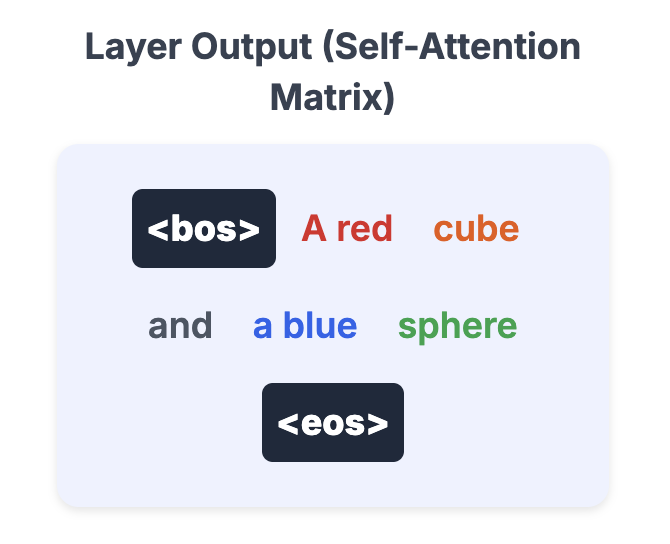 Layer Output (Self-Attention
Matrix)
<bos> A red cube
and a blue sphere
<eos>